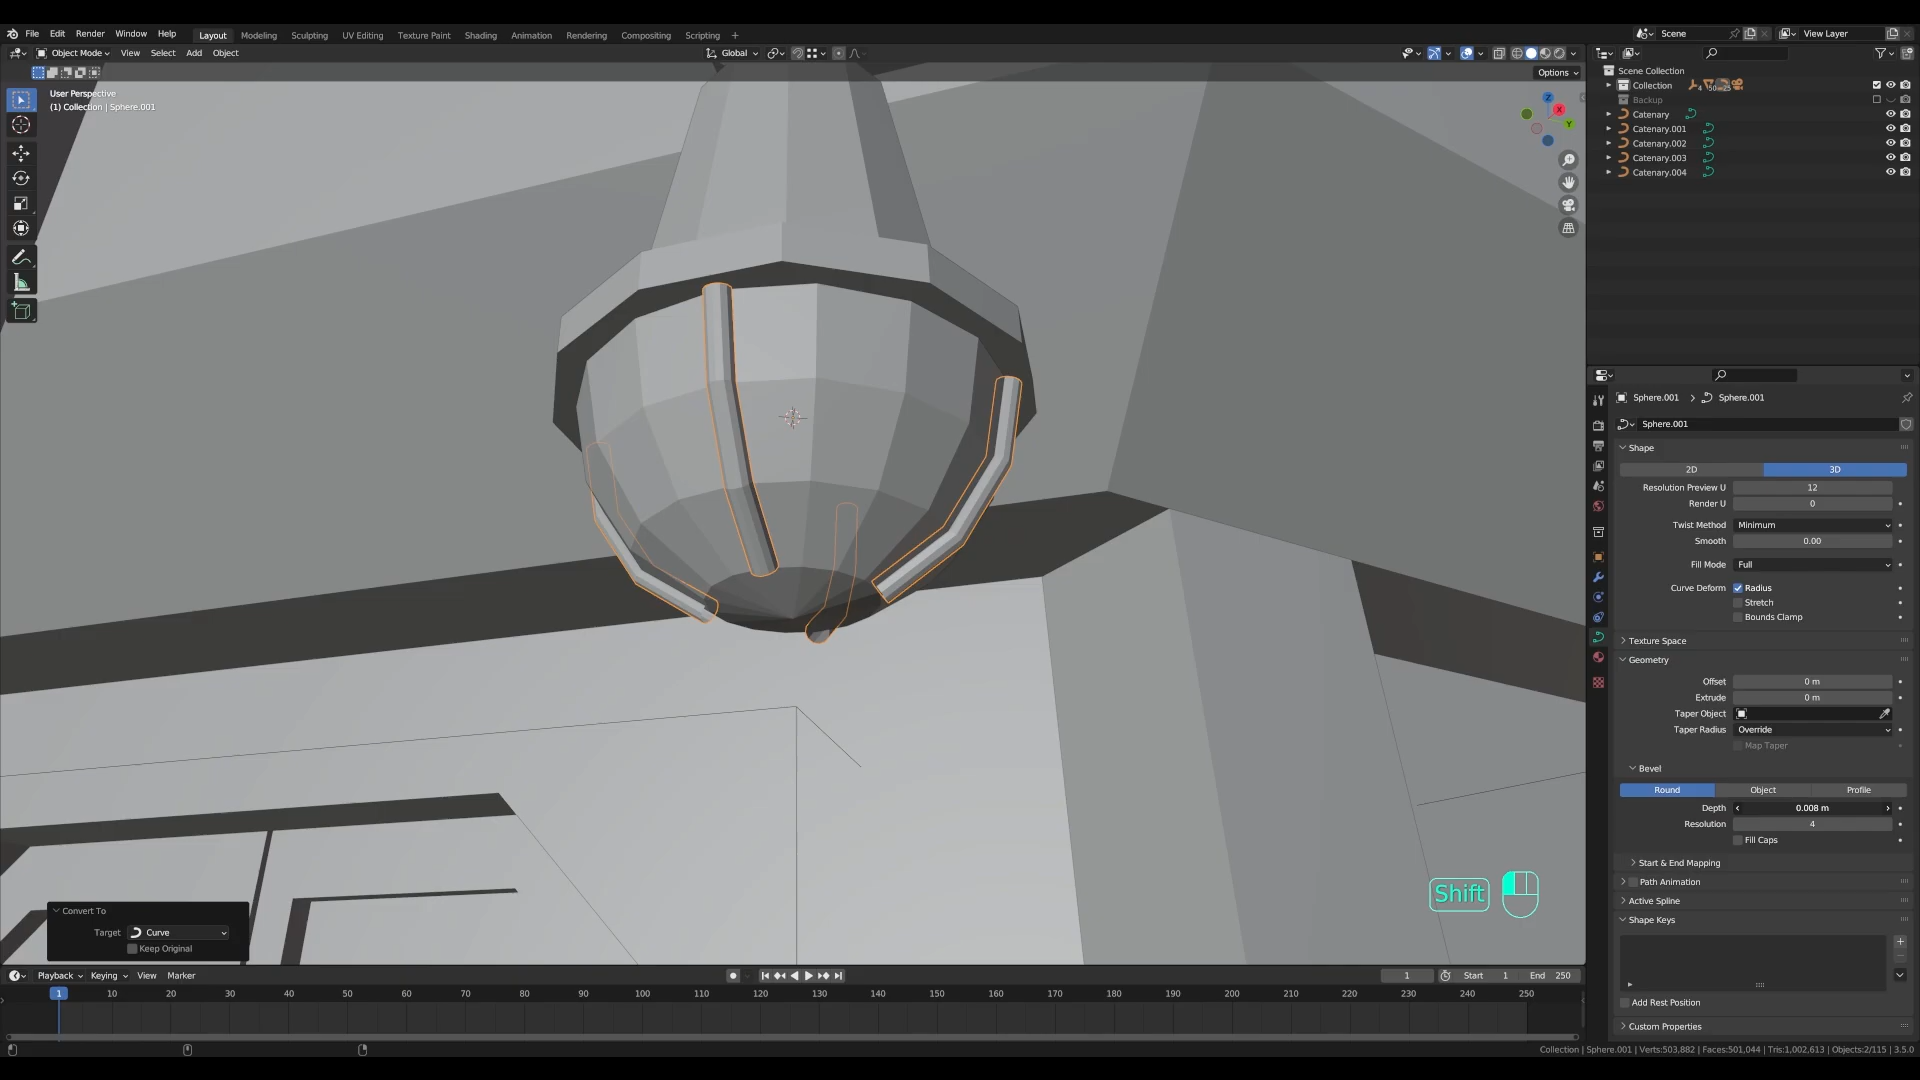 File Edit Render Window Help Layout Modeling Sculpting UV Editing Texture Paint Shading Animation Rendering Compositing Scripting + Scene View Layer
Object Mode View Select Add Object Global
Options
User Perspective
(1) Collection | Sphere.001
Z
X
Y
Scene Collection
Collection 4 50 25
Backup
Catenary
Catenary.001
Catenary.002
Catenary.003
Catenary.004
Sphere.001 > Sphere.001
Sphere.001
Shape
2D 3D
Resolution Preview U 12
Render U 0
Twist Method Minimum
Smooth 0.00
Fill Mode Full
Curve Deform Radius
Stretch
Bounds Clamp
Texture Space
Geometry
Offset 0 m
Extrude 0 m
Taper Object
Taper Radius Override
Map Taper
Bevel
Round Object Profile
Depth 0.008 m
Resolution 4
Fill Caps
Start & End Mapping
Path Animation
Active Spline
Shape Keys
Add Rest Position
Custom Properties
Shift
Convert To
Target Curve
Keep Original
Playback Keying View Marker 1 Start 1 End 250
1 10 20 30 40 50 60 70 80 90 100 110 120 130 140 150 160 170 180 190 200 210 220 230 240 250
Collection | Sphere.001 | Verts:503,882 | Faces:501,044 | Tris:1,002,613 | Objects:2/115 | 3.5.0